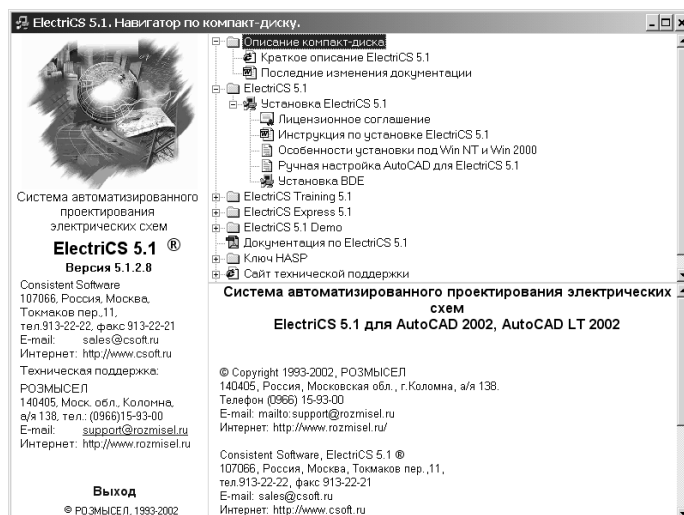 ElectriCS 5.1. Навигатор по компакт-диску.
Система автоматизированного
проектирования
электрических схем
ElectriCS 5.1 ®
Версия 5.1.2.8
Consistent Software
107066, Россия, Москва,
Токмаков пер.,11,
тел.913-22-22, факс 913-22-21
E-mail: sales@csoft.ru
Интернет: http://www.csoft.ru
Техническая поддержка:
РОЗМЫСЕЛ
140405, Моск. обл., Коломна,
а/я 138, тел.: (0966)15-93-00
E-mail: support@rozmisel.ru
Интернет: http://www.rozmisel.ru
Выход
© РОЗМЫСЕЛ, 1993-2002
Описание компакт-диска
Краткое описание ElectriCS 5.1
Последние изменения документации
ElectriCS 5.1
Установка ElectriCS 5.1
Лицензионное соглашение
Инструкция по установке ElectriCS 5.1
Особенности установки под Win NT и Win 2000
Ручная настройка AutoCAD для ElectriCS 5.1
Установка BDE
ElectriCS Training 5.1
ElectriCS Express 5.1
ElectriCS 5.1 Demo
Документация по ElectriCS 5.1
Ключ HASP
Сайт технической поддержки
Система автоматизированного проектирования электрических
схем
ElectriCS 5.1 для AutoCAD 2002, AutoCAD LT 2002
© Copyright 1993-2002, РОЗМЫСЕЛ
140405, Россия, Московская обл., г.Коломна, а/я 138.
Телефон (0966) 15-93-00
E-mail: mailto:support@rozmisel.ru
Интернет: http://www.rozmisel.ru/
Consistent Software, ElectriCS 5.1 ®
107066, Россия, Москва, Токмаков пер.,11,
тел.913-22-22, факс 913-22-21
E-mail: sales@csoft.ru
Интернет: http://www.csoft.ru